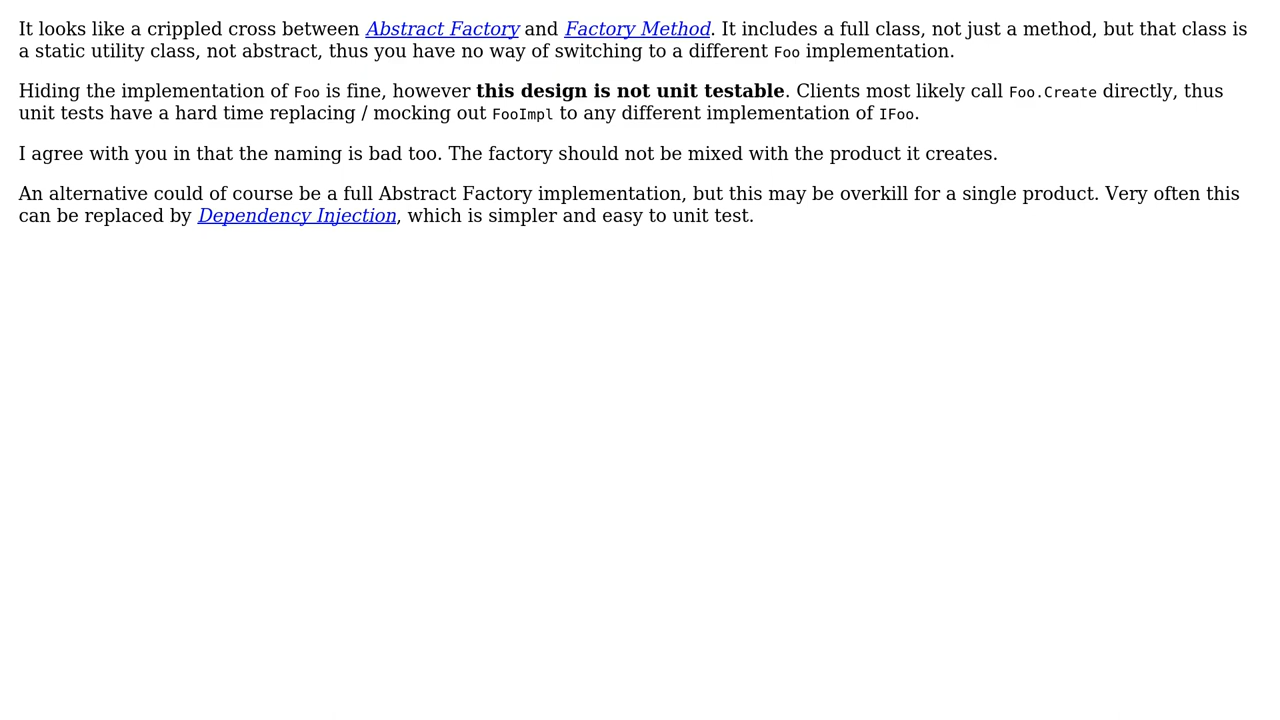 It looks like a crippled cross between Abstract Factory and Factory Method. It includes a full class, not just a method, but that class is
a static utility class, not abstract, thus you have no way of switching to a different Foo implementation.
Hiding the implementation of Foo is fine, however this design is not unit testable. Clients most likely call Foo.Create directly, thus
unit tests have a hard time replacing / mocking out FooImpl to any different implementation of IFoo.
I agree with you in that the naming is bad too. The factory should not be mixed with the product it creates.
An alternative could of course be a full Abstract Factory implementation, but this may be overkill for a single product. Very often this
can be replaced by Dependency Injection, which is simpler and easy to unit test.